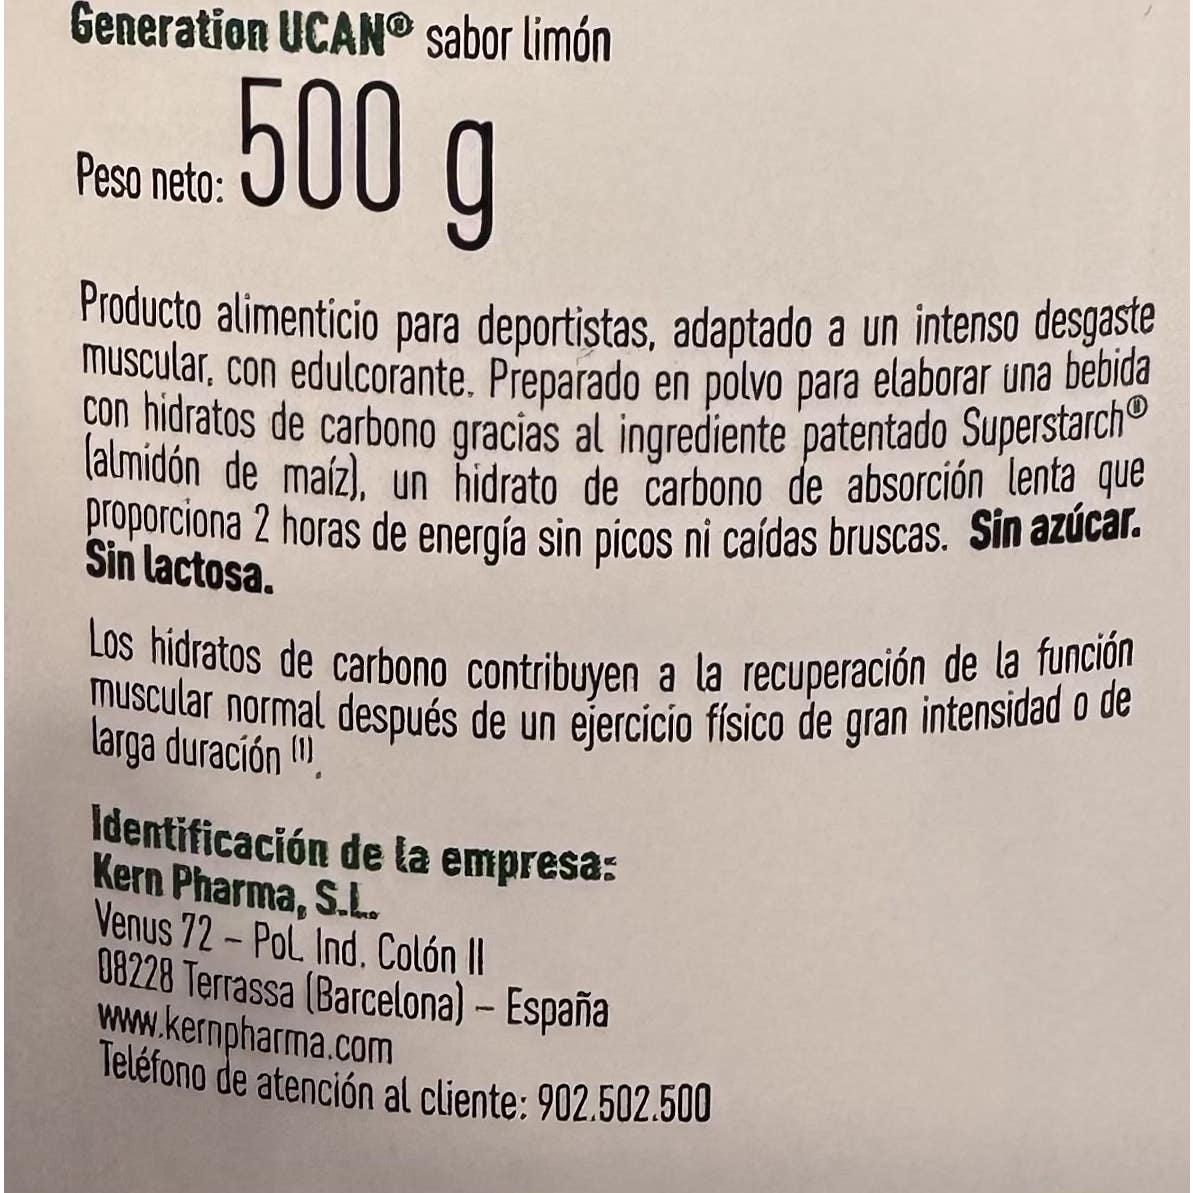 Generation UCAN® sabor limón
Peso neto: 500 g
Producto alimenticio para deportistas, adaptado a un intenso desgaste
muscular, con edulcorante. Preparado en polvo para elaborar una bebida
con hidratos de carbono gracias al ingrediente patentado Superstarch®
(almidón de maíz), un hidrato de carbono de absorción lenta que
proporciona 2 horas de energía sin picos ni caídas bruscas. Sin azúcar.
Sin lactosa.
Los hidratos de carbono contribuyen a la recuperación de la función
muscular normal después de un ejercicio físico de gran intensidad o de
larga duración (1).
Identificación de la empresa:
Kern Pharma, S.L.
Venus 72 – Pol. Ind. Colón II
08228 Terrassa (Barcelona) – España
www.kernpharma.com
Teléfono de atención al cliente: 902.502.500